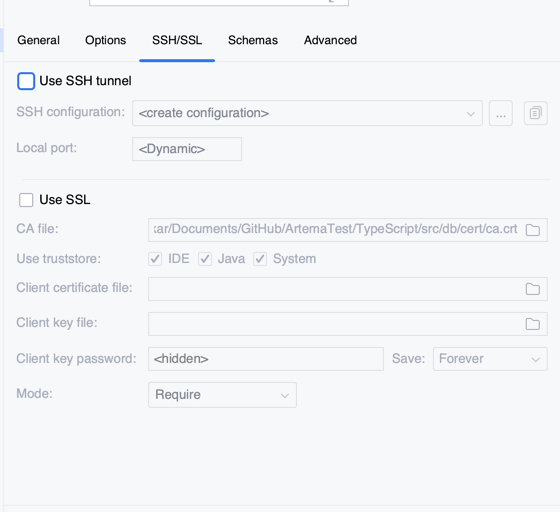 General Options SSH/SSL Schemas Advanced
Use SSH tunnel
SSH configuration: <create configuration> ...
Local port: <Dynamic>
Use SSL
CA file: ar/Documents/GitHub/ArtemaTest/TypeScript/src/db/cert/ca.crt
Use truststore: IDE Java System
Client certificate file:
Client key file:
Client key password: <hidden> Save: Forever
Mode: Require